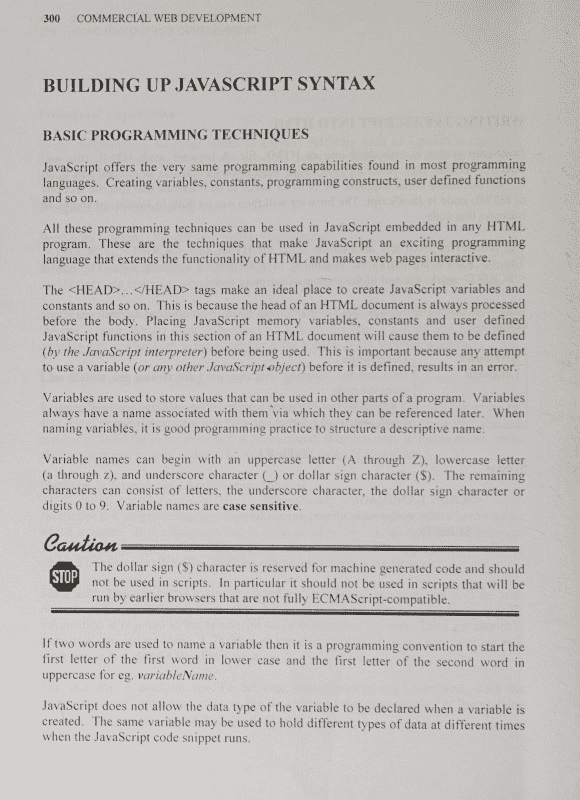 300 COMMERCIAL WEB DEVELOPMENT
BUILDING UP JAVASCRIPT SYNTAX
BASIC PROGRAMMING TECHNIQUES
JavaScript offers the very same programming capabilities found in most programming
languages. Creating variables, constants, programming constructs, user defined functions
and so on.
All these programming techniques can be used in JavaScript embedded in any HTML
program. These are the techniques that make JavaScript an exciting programming
language that extends the functionality of HTML and makes web pages interactive.
The <HEAD>...</HEAD> tags make an ideal place to create JavaScript variables and
constants and so on. This is because the head of an HTML document is always processed
before the body. Placing JavaScript memory variables, constants and user defined
JavaScript functions in this section of an HTML document will cause them to be defined
(by the JavaScript interpreter) before being used. This is important because any attempt
to use a variable (or any other JavaScript object) before it is defined, results in an error.
Variables are used to store values that can be used in other parts of a program. Variables
always have a name associated with them via which they can be referenced later. When
naming variables, it is good programming practice to structure a descriptive name.
Variable names can begin with an uppercase letter (A through Z), lowercase letter
(a through z), and underscore character (_) or dollar sign character ($). The remaining
characters can consist of letters, the underscore character, the dollar sign character or
digits 0 to 9. Variable names are case sensitive.
Caution
STOP
The dollar sign ($) character is reserved for machine generated code and should
not be used in scripts. In particular it should not be used in scripts that will be
run by earlier browsers that are not fully ECMAScript-compatible.
If two words are used to name a variable then it is a programming convention to start the
first letter of the first word in lower case and the first letter of the second word in
uppercase for eg. variableName.
JavaScript does not allow the data type of the variable to be declared when a variable is
created. The same variable may be used to hold different types of data at different times
when the JavaScript code snippet runs.